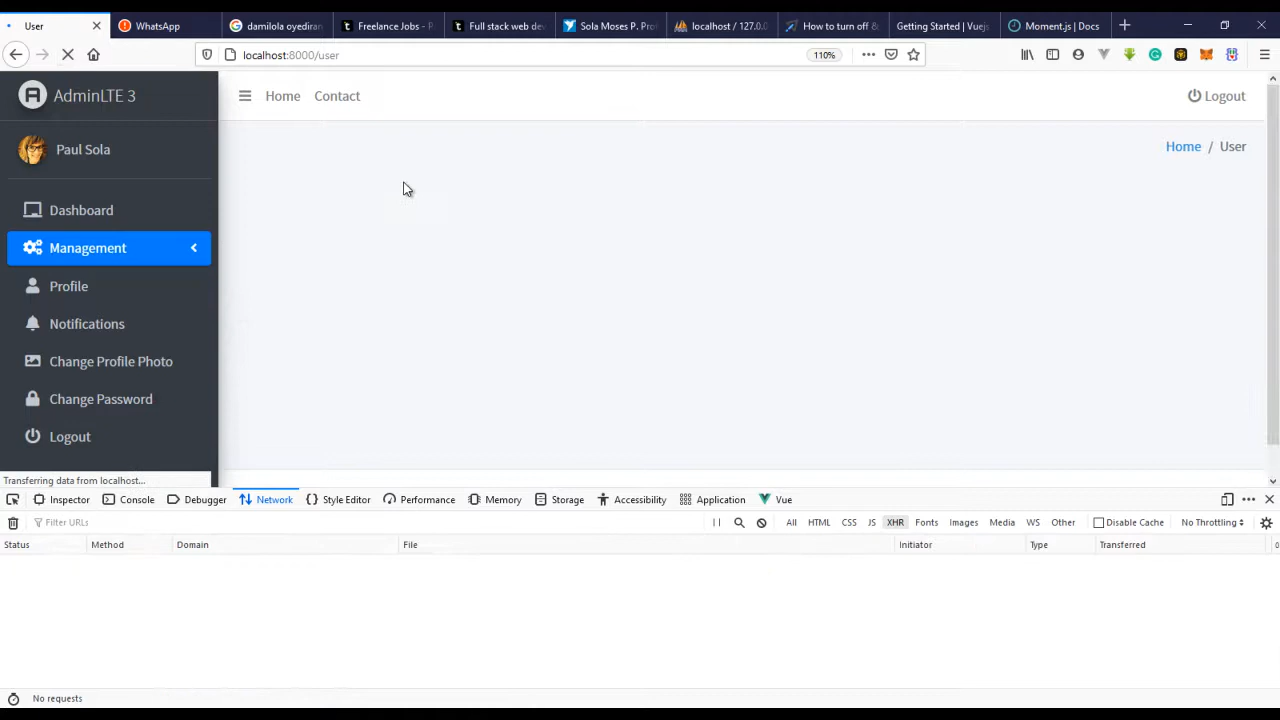 User
WhatsApp
damilola oyediran
Freelance Jobs - P
Full stack web dev
Sola Moses P. Pro
localhost / 127.0.0
How to turn off &
Getting Started | Vuej
Moment.js | Docs
localhost:8000/user
110%
AdminLTE 3
Home
Contact
Logout
Paul Sola
Home / User
Dashboard
Management
Profile
Notifications
Change Profile Photo
Change Password
Logout
Transferring data from localhost...
Inspector
Console
Debugger
Network
Style Editor
Performance
Memory
Storage
Accessibility
Application
Vue
Filter URLs
All
HTML
CSS
JS
XHR
Fonts
Images
Media
WS
Other
Disable Cache
No Throttling
Status
Method
Domain
File
Initiator
Type
Transferred
No requests